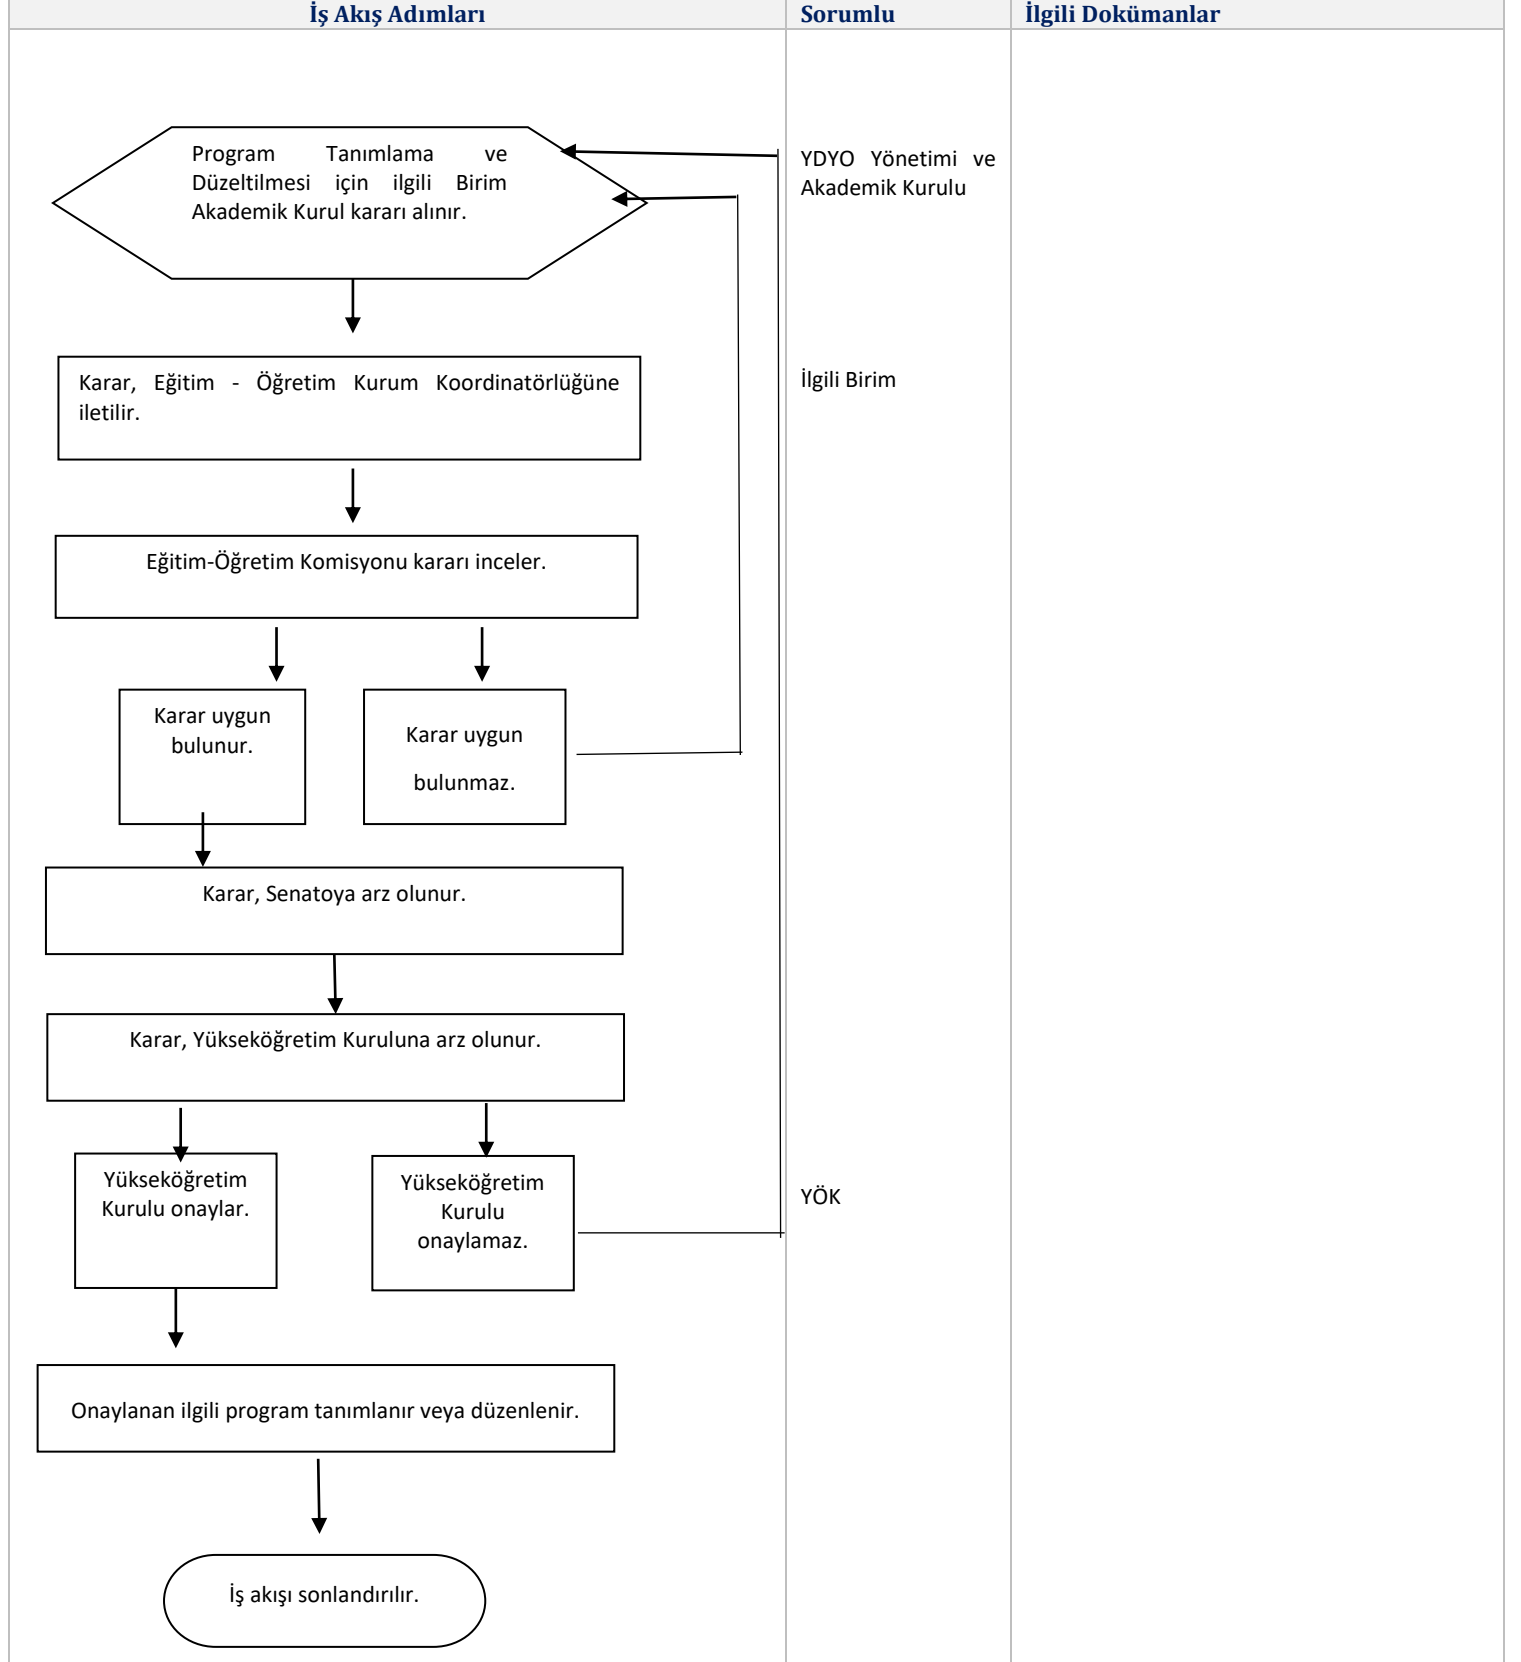 İş Akış Adımları
Sorumlu
İlgili Dokümanlar
Program Tanımlama ve
Düzeltilmesi için ilgili Birim
Akademik Kurul kararı alınır.
YDYO Yönetimi ve
Akademik Kurulu
Karar, Eğitim - Öğretim Kurum Koordinatörlüğüne
iletilir.
İlgili Birim
Eğitim-Öğretim Komisyonu kararı inceler.
Karar uygun
bulunur.
Karar uygun
bulunmaz.
Karar, Senatoya arz olunur.
Karar, Yükseköğretim Kuruluna arz olunur.
Yükseköğretim
Kurulu onaylar.
Yükseköğretim
Kurulu
onaylamaz.
YÖK
Onaylanan ilgili program tanımlanır veya düzenlenir.
İş akışı sonlandırılır.